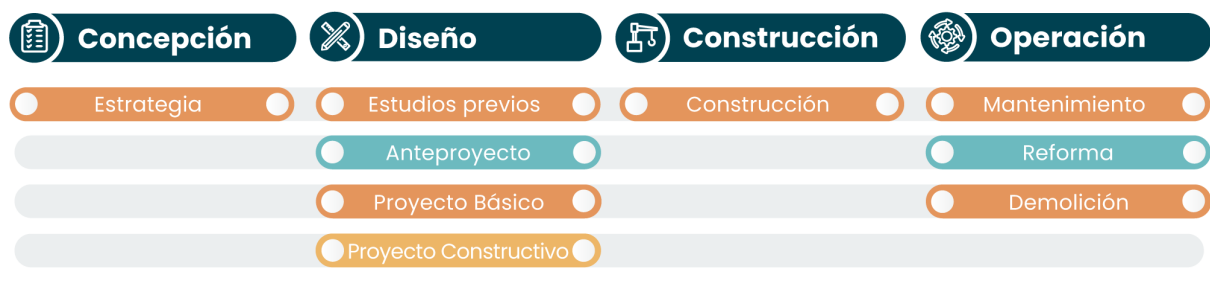 Concepción
Diseño
Construcción
Operación
Estrategia
Estudios previos
Construcción
Mantenimiento
Anteproyecto
Reforma
Proyecto Básico
Demolición
Proyecto Constructivo